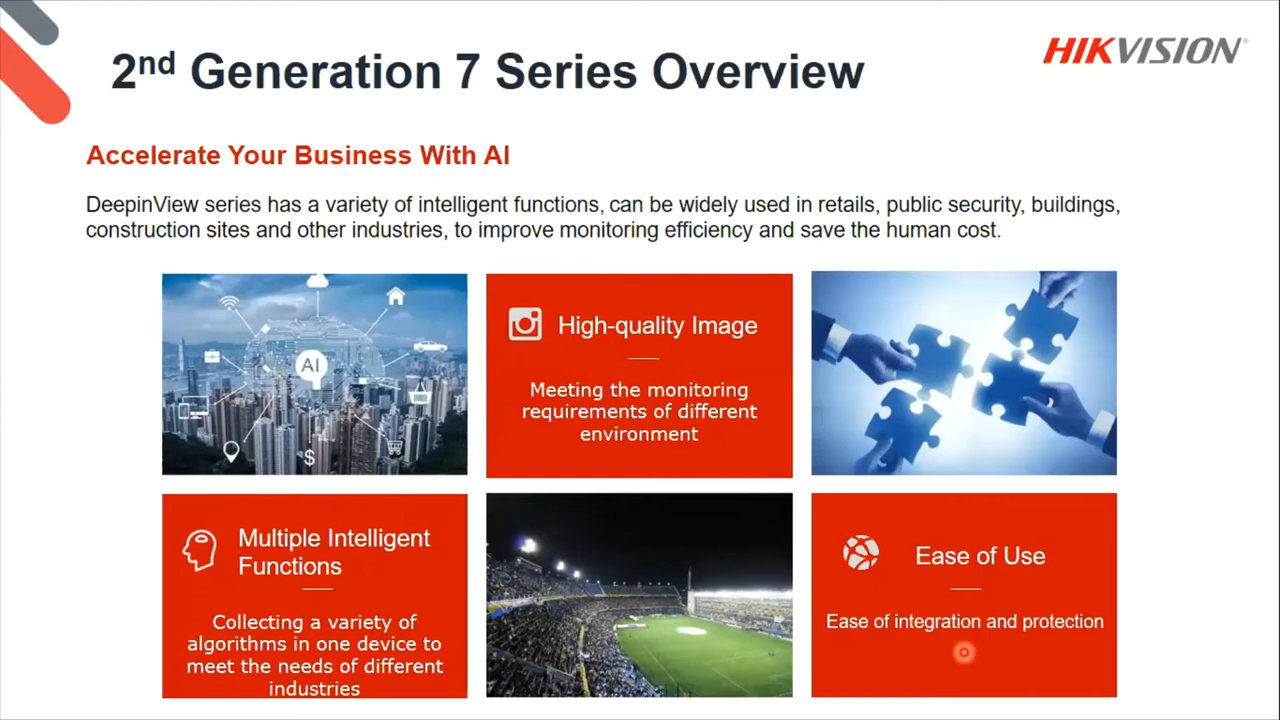 2nd Generation 7 Series Overview
HIKVISION®
Accelerate Your Business With AI
DeepinView series has a variety of intelligent functions, can be widely used in retails, public security, buildings,
construction sites and other industries, to improve monitoring efficiency and save the human cost.
AI
$
High-quality Image
Meeting the monitoring
requirements of different
environment
Multiple Intelligent
Functions
Collecting a variety of
algorithms in one device to
meet the needs of different
industries
Ease of Use
Ease of integration and protection